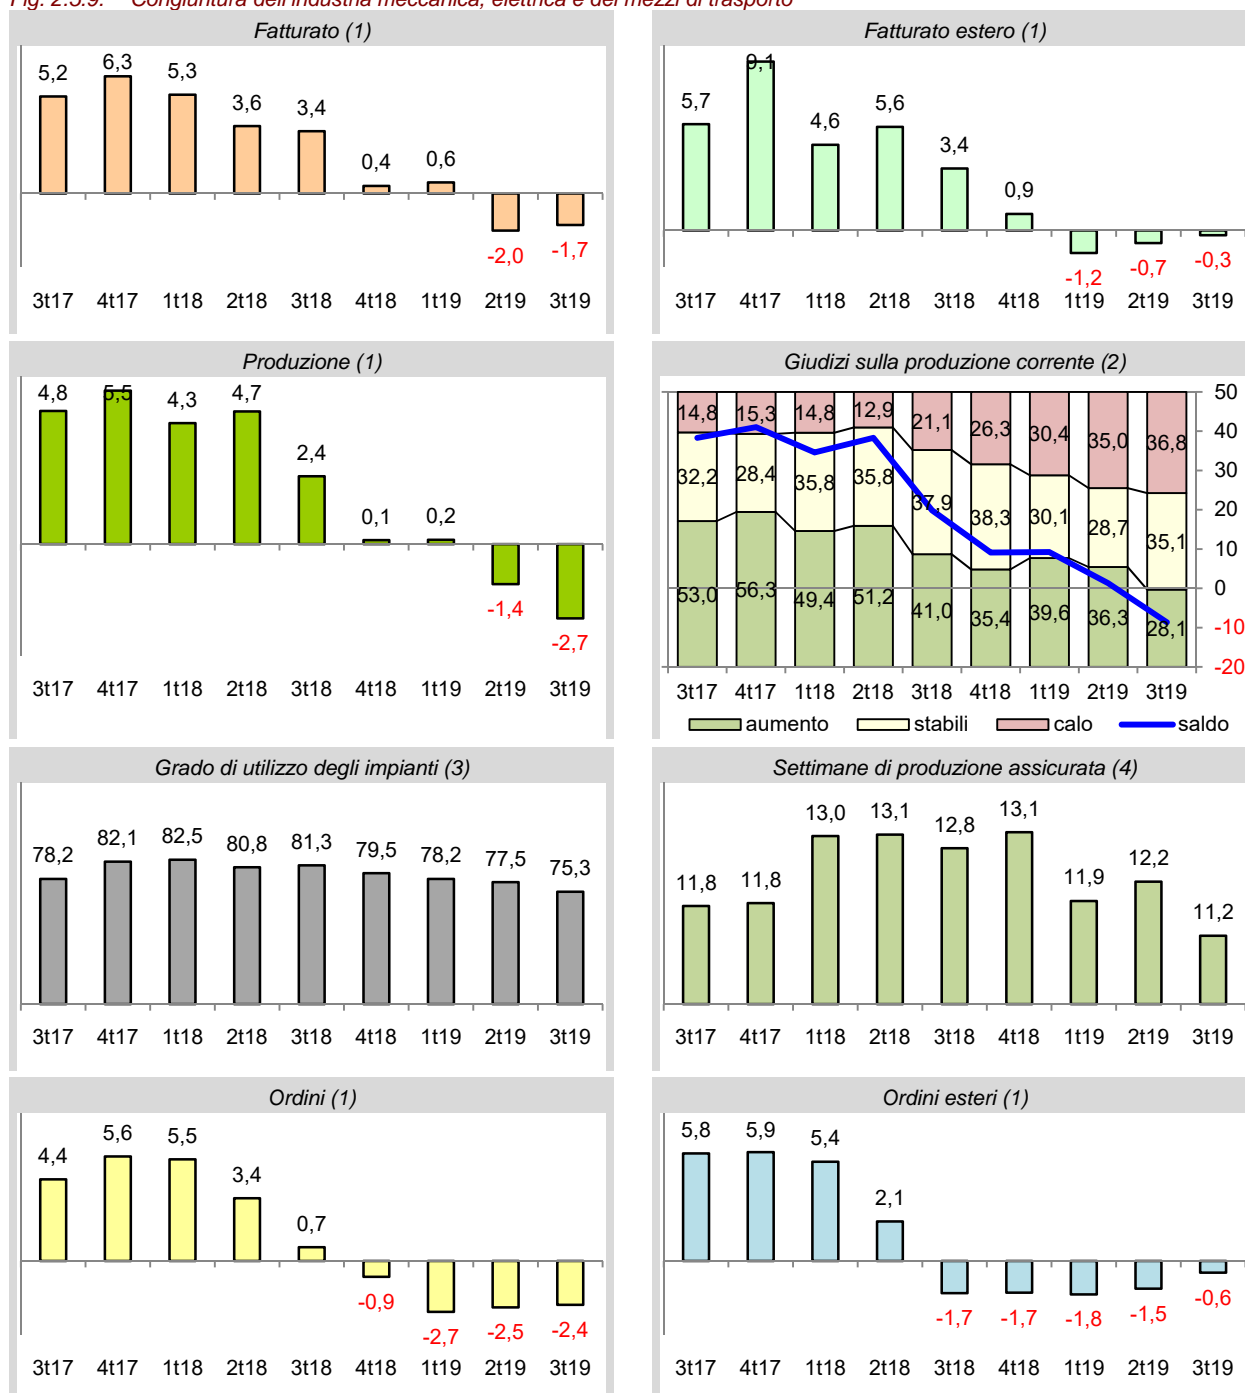 Fig. 2.3.9. Congiuntura dell'industria meccanica, elettrica e dei mezzi di trasporto
Fatturato (1)
5,2 6,3 5,3 3,6 3,4 0,4 0,6 -2,0 -1,7
3t17 4t17 1t18 2t18 3t18 4t18 1t19 2t19 3t19
Fatturato estero (1)
5,7 9,1 4,6 5,6 3,4 0,9 -1,2 -0,7 -0,3
3t17 4t17 1t18 2t18 3t18 4t18 1t19 2t19 3t19
Produzione (1)
4,8 5,5 4,3 4,7 2,4 0,1 0,2 -1,4 -2,7
3t17 4t17 1t18 2t18 3t18 4t18 1t19 2t19 3t19
Giudizi sulla produzione corrente (2)
14,8 15,3 14,8 12,9 21,1 26,3 30,4 35,0 36,8
32,2 28,4 35,8 35,8 37,9 38,3 30,1 28,7 35,1
53,0 56,3 49,4 51,2 41,0 35,4 39,6 36,3 28,1
50
40
30
20
10
0
-10
-20
3t17 4t17 1t18 2t18 3t18 4t18 1t19 2t19 3t19
aumento stabili calo saldo
Grado di utilizzo degli impianti (3)
78,2 82,1 82,5 80,8 81,3 79,5 78,2 77,5 75,3
3t17 4t17 1t18 2t18 3t18 4t18 1t19 2t19 3t19
Settimane di produzione assicurata (4)
11,8 11,8 13,0 13,1 12,8 13,1 11,9 12,2 11,2
3t17 4t17 1t18 2t18 3t18 4t18 1t19 2t19 3t19
Ordini (1)
4,4 5,6 5,5 3,4 0,7 -0,9 -2,7 -2,5 -2,4
3t17 4t17 1t18 2t18 3t18 4t18 1t19 2t19 3t19
Ordini esteri (1)
5,8 5,9 5,4 2,1 -1,7 -1,7 -1,8 -1,5 -0,6
3t17 4t17 1t18 2t18 3t18 4t18 1t19 2t19 3t19